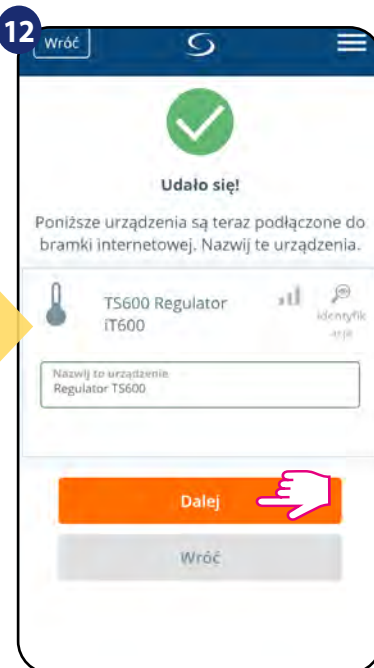 12
Wróć
Udało się!
Poniższe urządzenia są teraz podłączone do
bramki internetowej. Nazwij te urządzenia.
TS600 Regulator
iT600
identyfik
acja
Nazwij to urządzenie
Regulator TS600
Dalej
Wróć